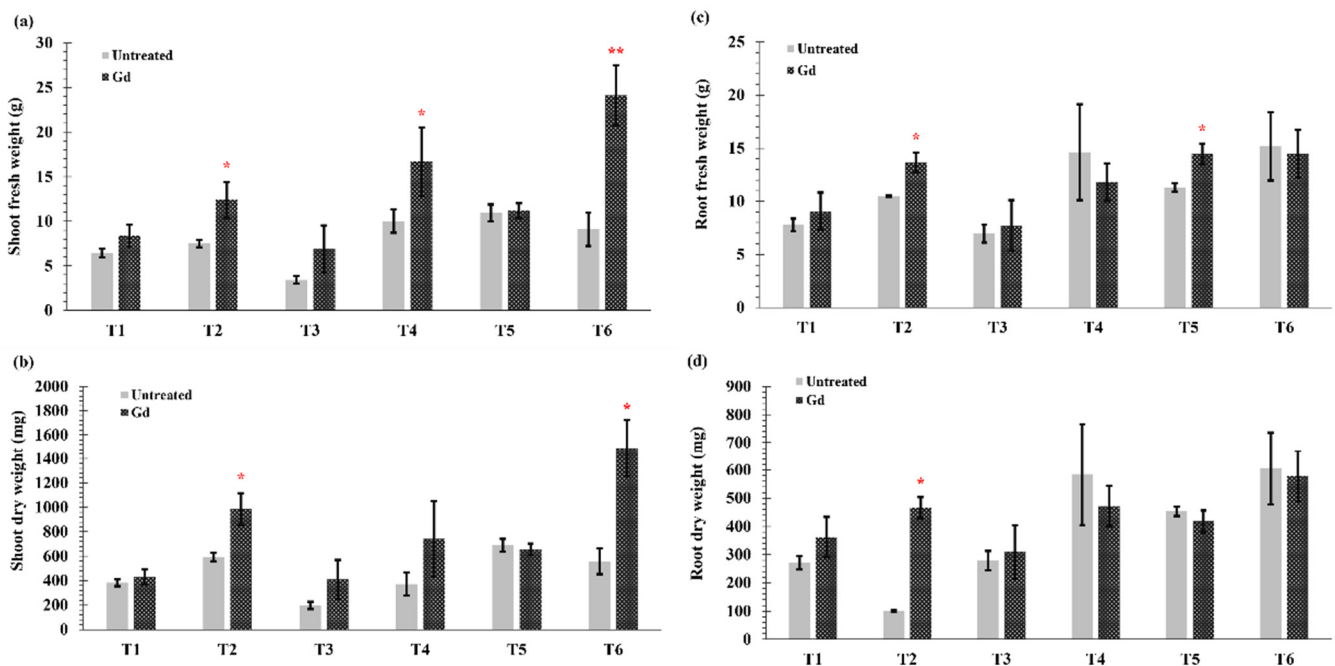 (a)
Shoot fresh weight (g)
30
25
20
15
10
5
0
Untreated
Gd
*
*
**
T1 T2 T3 T4 T5 T6
(c)
Root fresh weight (g)
25
20
15
10
5
0
Untreated
Gd
*
*
T1 T2 T3 T4 T5 T6
(b)
Shoot dry weight (mg)
2000
1800
1600
1400
1200
1000
800
600
400
200
0
Untreated
Gd
*
*
T1 T2 T3 T4 T5 T6
(d)
Root dry weight (mg)
900
800
700
600
500
400
300
200
100
0
Untreated
Gd
*
T1 T2 T3 T4 T5 T6